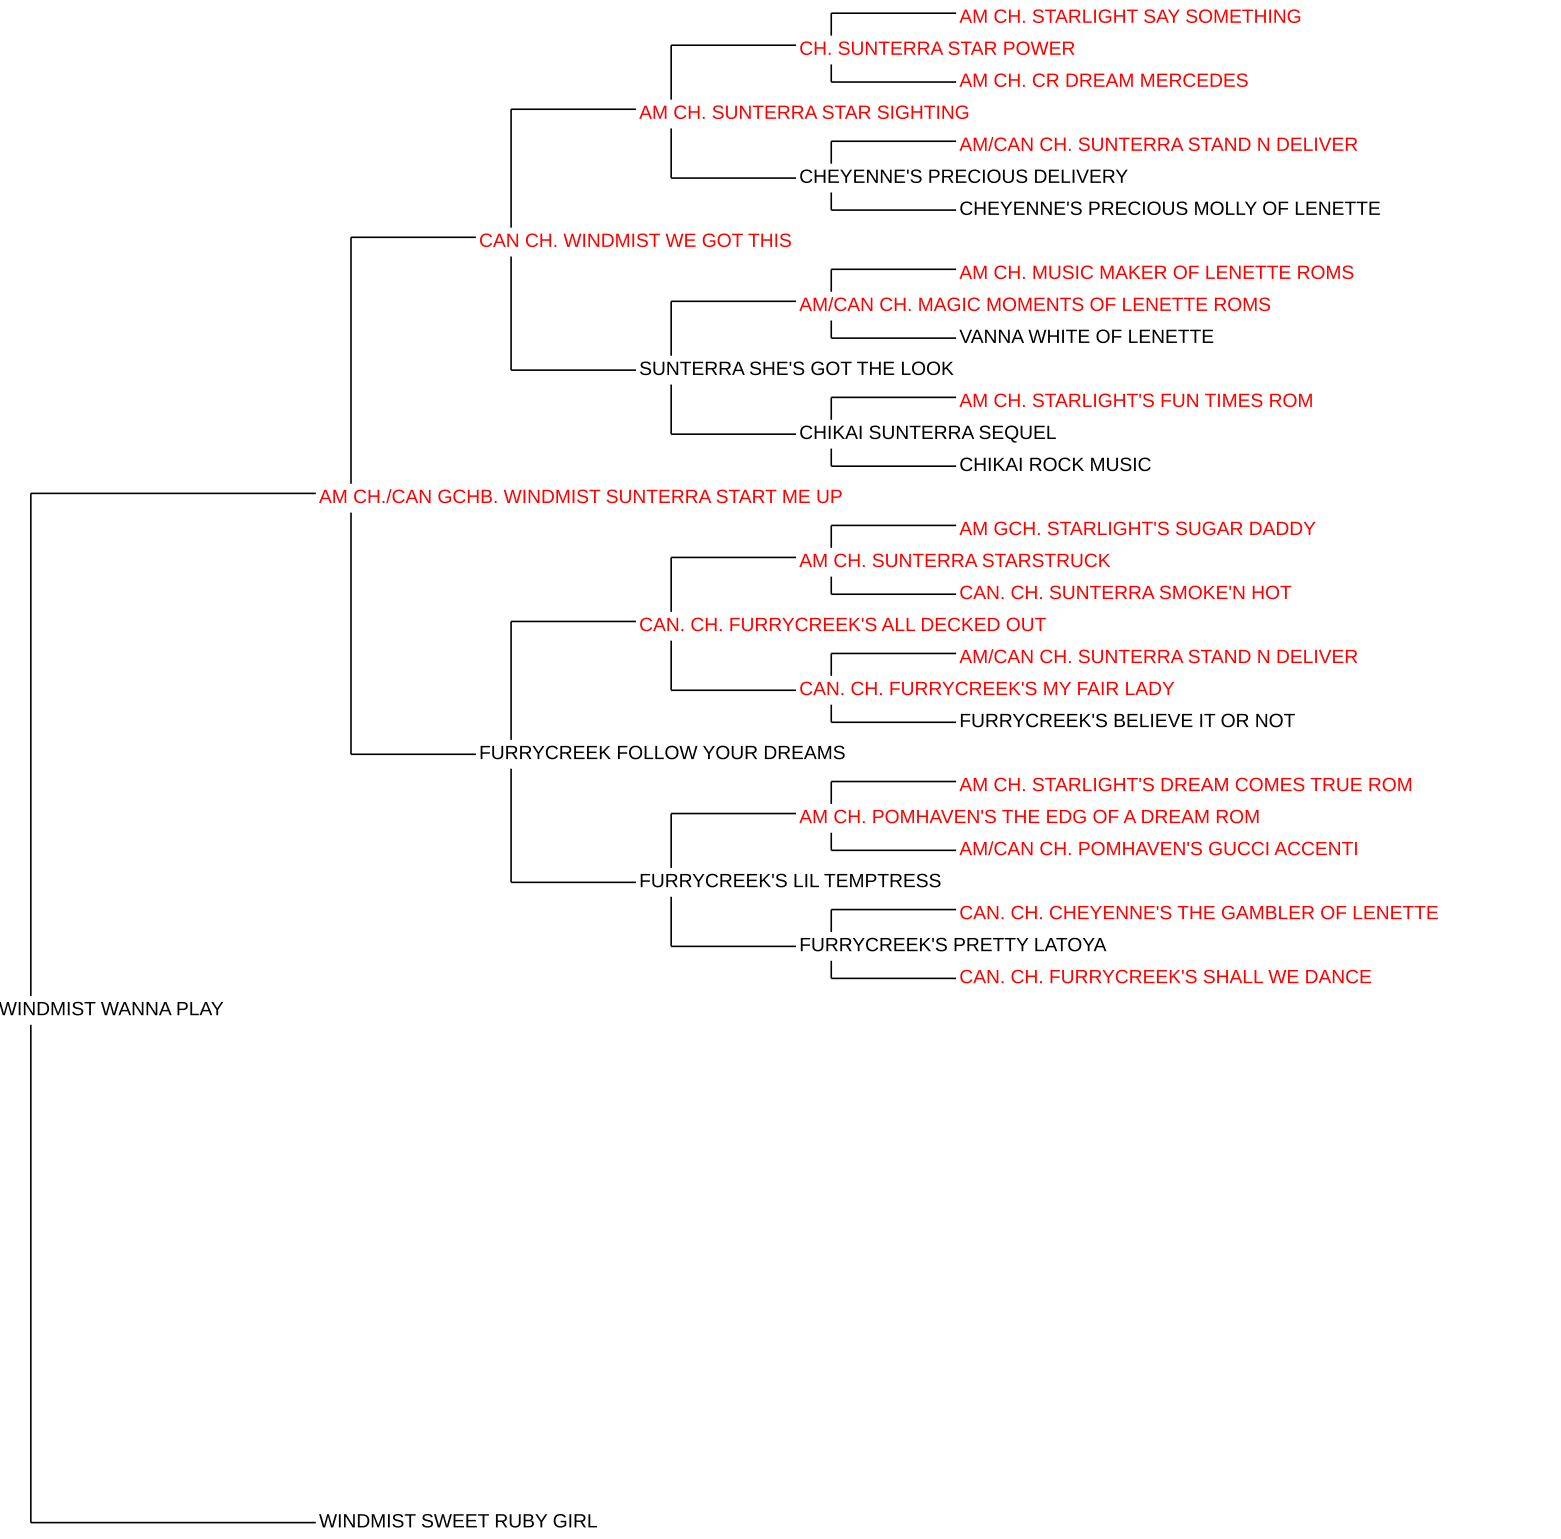 AM CH. STARLIGHT SAY SOMETHING
CH. SUNTERRA STAR POWER
AM CH. CR DREAM MERCEDES
AM CH. SUNTERRA STAR SIGHTING
AM/CAN CH. SUNTERRA STAND N DELIVER
CHEYENNE'S PRECIOUS DELIVERY
CHEYENNE'S PRECIOUS MOLLY OF LENETTE
CAN CH. WINDMIST WE GOT THIS
AM CH. MUSIC MAKER OF LENETTE ROMS
AM/CAN CH. MAGIC MOMENTS OF LENETTE ROMS
VANNA WHITE OF LENETTE
SUNTERRA SHE'S GOT THE LOOK
AM CH. STARLIGHT'S FUN TIMES ROM
CHIKAI SUNTERRA SEQUEL
CHIKAI ROCK MUSIC
AM CH./CAN GCHB. WINDMIST SUNTERRA START ME UP
AM GCH. STARLIGHT'S SUGAR DADDY
AM CH. SUNTERRA STARSTRUCK
CAN. CH. SUNTERRA SMOKE'N HOT
CAN. CH. FURRYCREEK'S ALL DECKED OUT
AM/CAN CH. SUNTERRA STAND N DELIVER
CAN. CH. FURRYCREEK'S MY FAIR LADY
FURRYCREEK'S BELIEVE IT OR NOT
FURRYCREEK FOLLOW YOUR DREAMS
AM CH. STARLIGHT'S DREAM COMES TRUE ROM
AM CH. POMHAVEN'S THE EDG OF A DREAM ROM
AM/CAN CH. POMHAVEN'S GUCCI ACCENTI
FURRYCREEK'S LIL TEMPTRESS
CAN. CH. CHEYENNE'S THE GAMBLER OF LENETTE
FURRYCREEK'S PRETTY LATOYA
CAN. CH. FURRYCREEK'S SHALL WE DANCE
WINDMIST WANNA PLAY
WINDMIST SWEET RUBY GIRL